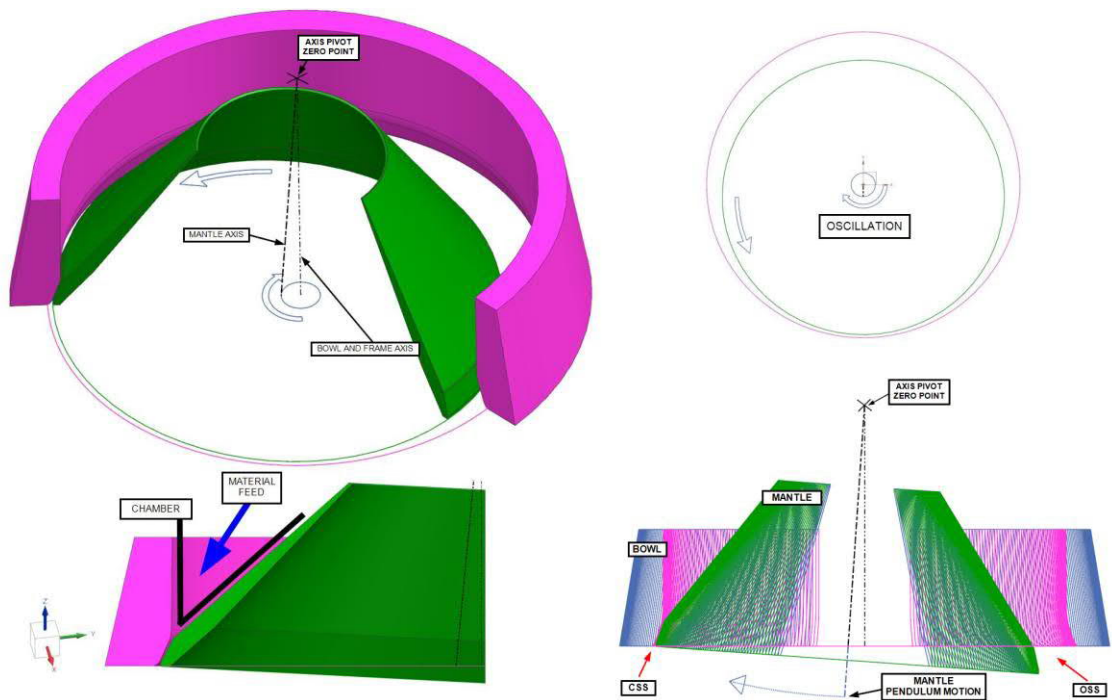 AXIS PIVOT
ZERO POINT
MANTLE AXIS
BOWL AND FRAME AXIS
OSCILLATION
MATERIAL
FEED
CHAMBER
Z
Y
X
AXIS PIVOT
ZERO POINT
MANTLE
BOWL
CSS
MANTLE
PENDULUM MOTION
OSS